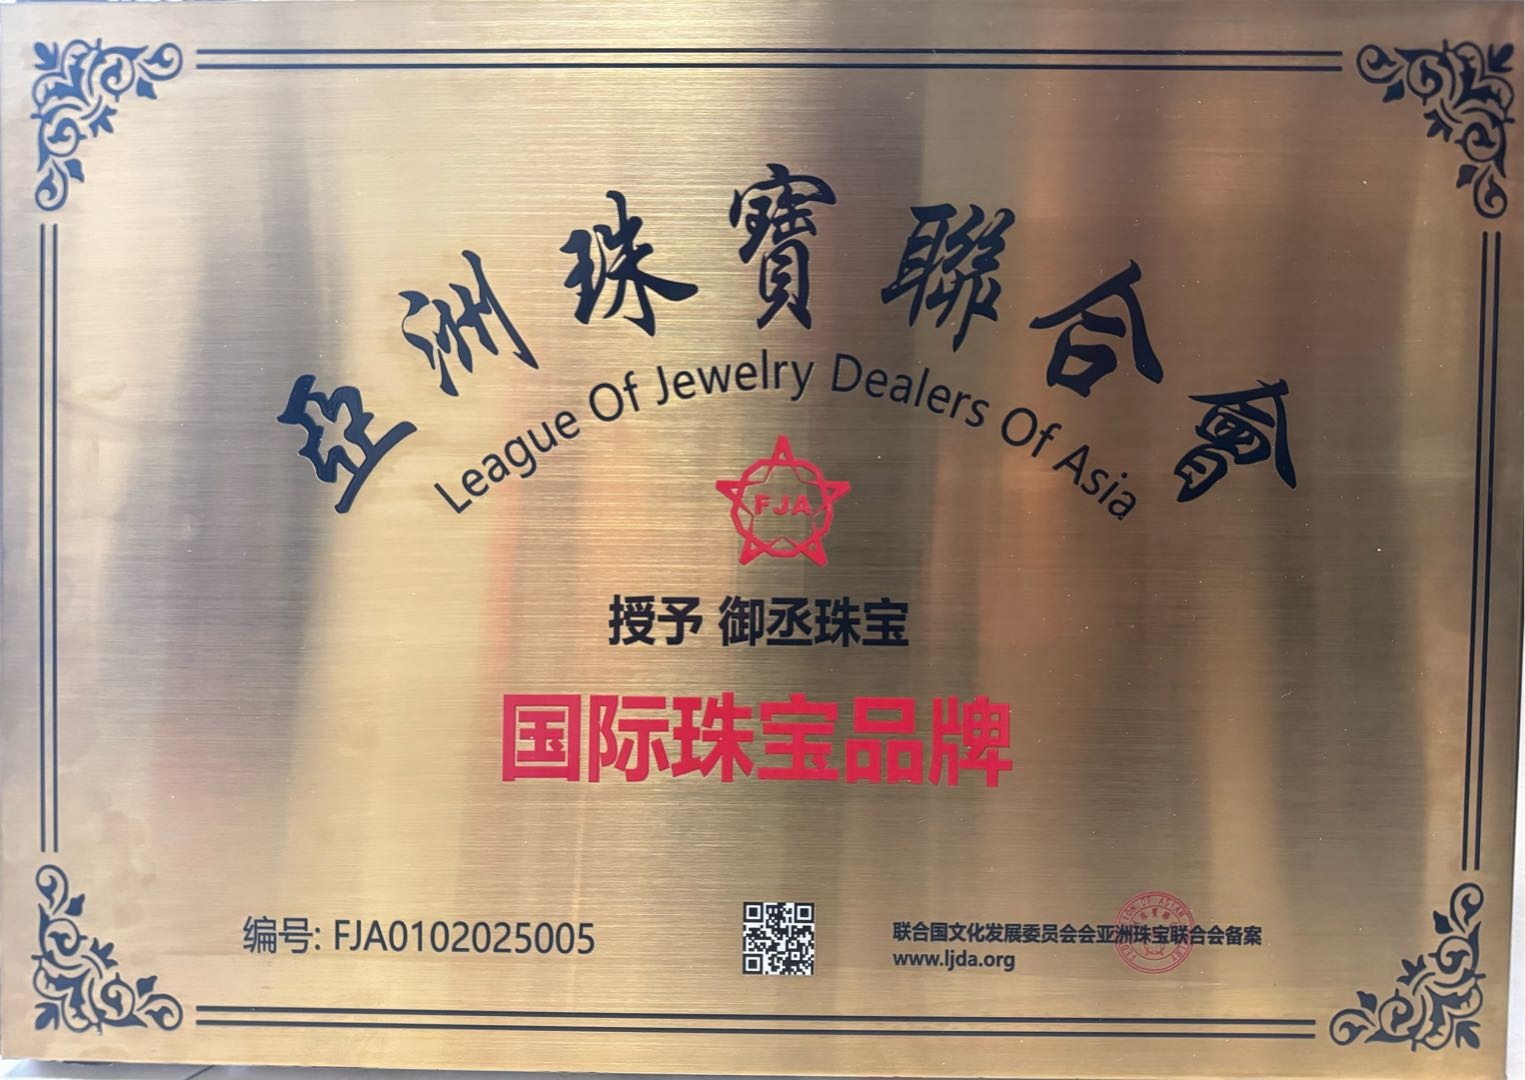 亞洲珠寶聯合會
League Of Jewelry Dealers Of Asia
FJA
授予 御丞珠宝
国际珠宝品牌
编号: FJA0102025005
联合国文化发展委员会会亚洲珠宝联合会备案
www.ljda.org